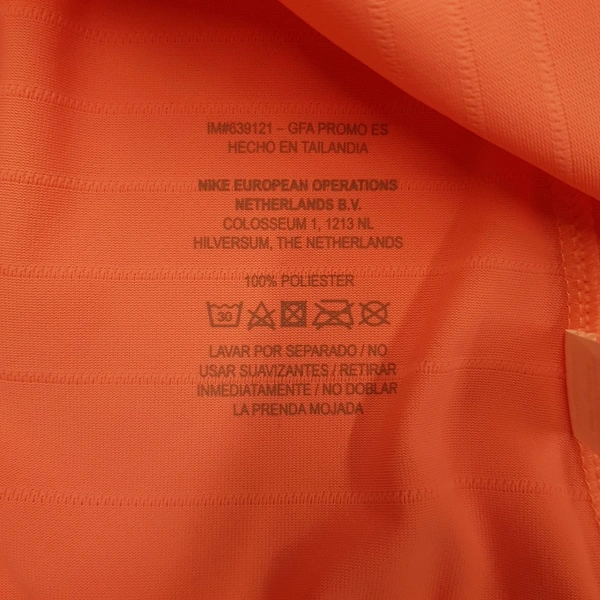 IM#639121 – GFA PROMO ES
HECHO EN TAILANDIA
NIKE EUROPEAN OPERATIONS
NETHERLANDS B.V.
COLOSSEUM 1, 1213 NL
HILVERSUM, THE NETHERLANDS
100% POLIESTER
30
LAVAR POR SEPARADO / NO
USAR SUAVIZANTES / RETIRAR
INMEDIATAMENTE / NO DOBLAR
LA PRENDA MOJADA